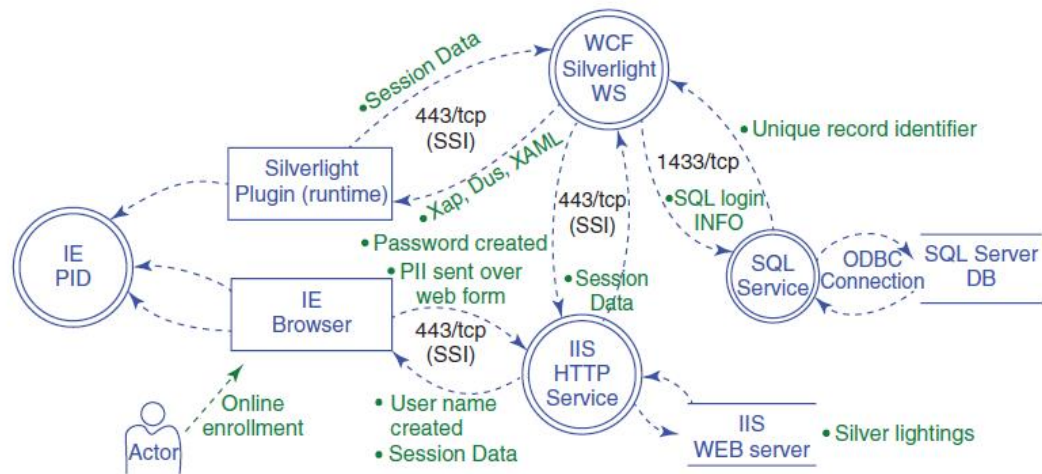 WCF
Silverlight
WS
•Session Data
443/tcp
(SSI)
•Unique record identifier
Silverlight
Plugin (runtime)
•Xap, Dus, XAML
1433/tcp
443/tcp
(SSI)
•SQL login
INFO
•Password created
IE
PID
•PII sent over
web form
•Session
Data
SQL
Service
ODBC
Connection
SQL Server
DB
IE
Browser
443/tcp
(SSI)
IIS
HTTP
Service
Online
enrollment
•User name
created
•Session Data
Actor
IIS
WEB server
•Silver lightings